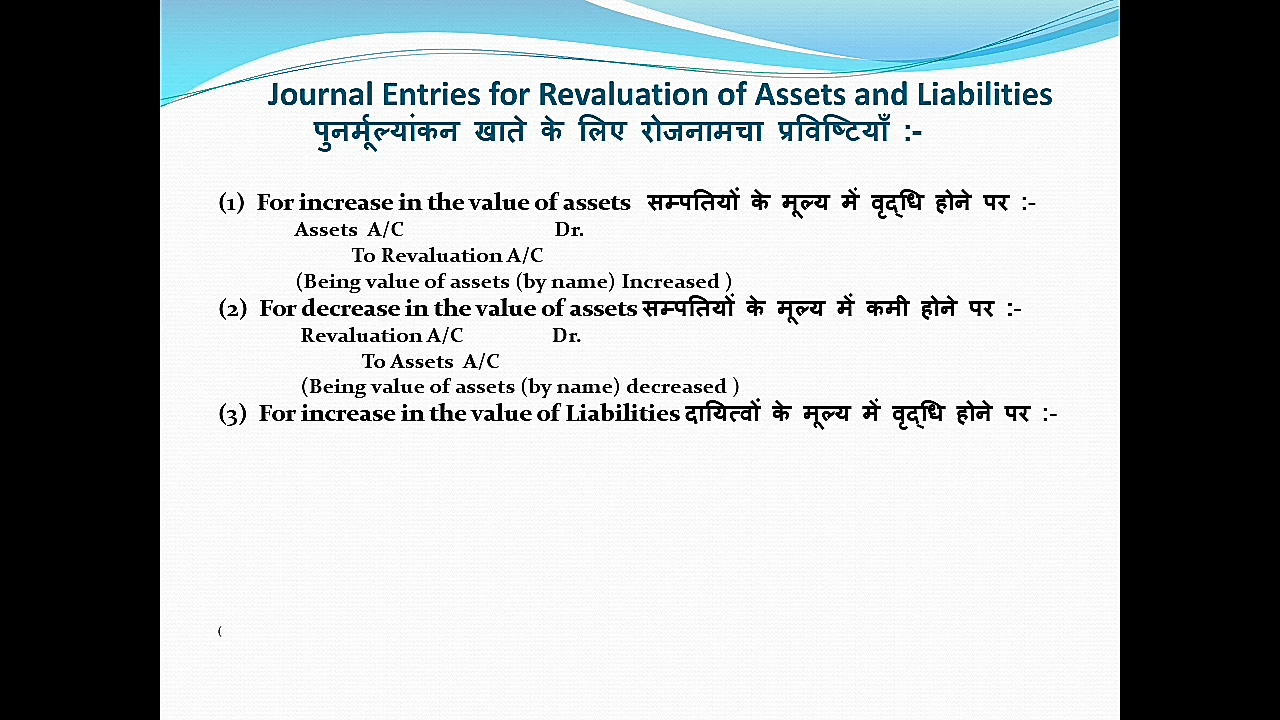 Journal Entries for Revaluation of Assets and Liabilities
पुनर्मूल्यांकन खाते के लिए रोजनामचा प्रविष्टियाँ :-
(1) For increase in the value of assets सम्पतियों के मूल्य में वृद्धि होने पर :-
Assets A/C Dr.
To Revaluation A/C
(Being value of assets (by name) Increased )
(2) For decrease in the value of assets सम्पतियों के मूल्य में कमी होने पर :-
Revaluation A/C Dr.
To Assets A/C
(Being value of assets (by name) decreased )
(3) For increase in the value of Liabilities दायित्वों के मूल्य में वृद्धि होने पर :-
(